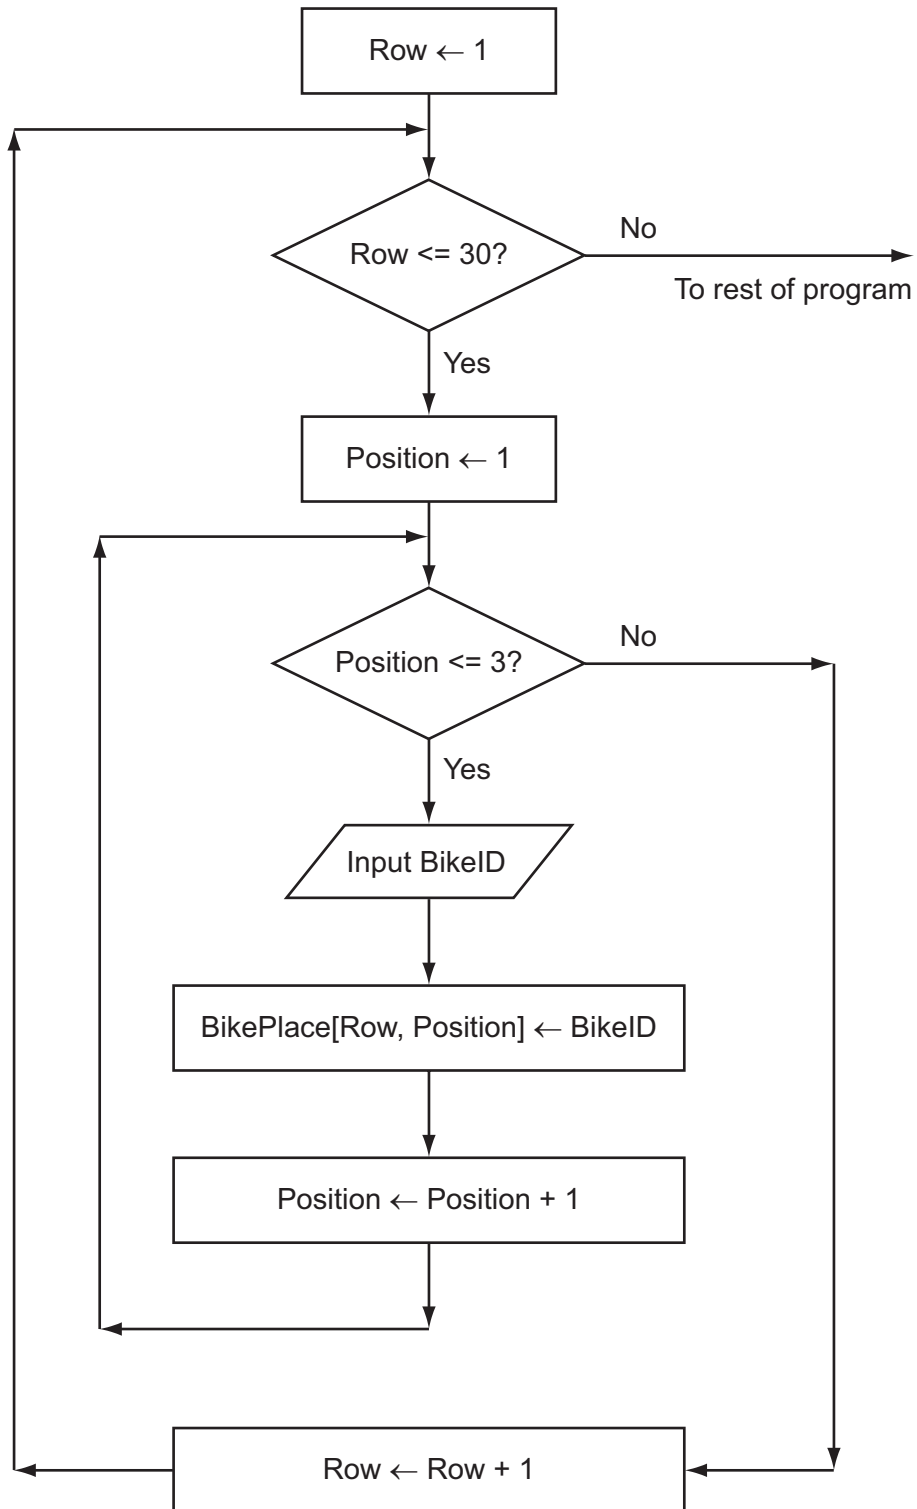 Row ← 1
Row <= 30?
No
To rest of program
Yes
Position ← 1
Position <= 3?
No
Yes
Input BikeID
BikePlace[Row, Position] ← BikeID
Position ← Position + 1
Row ← Row + 1